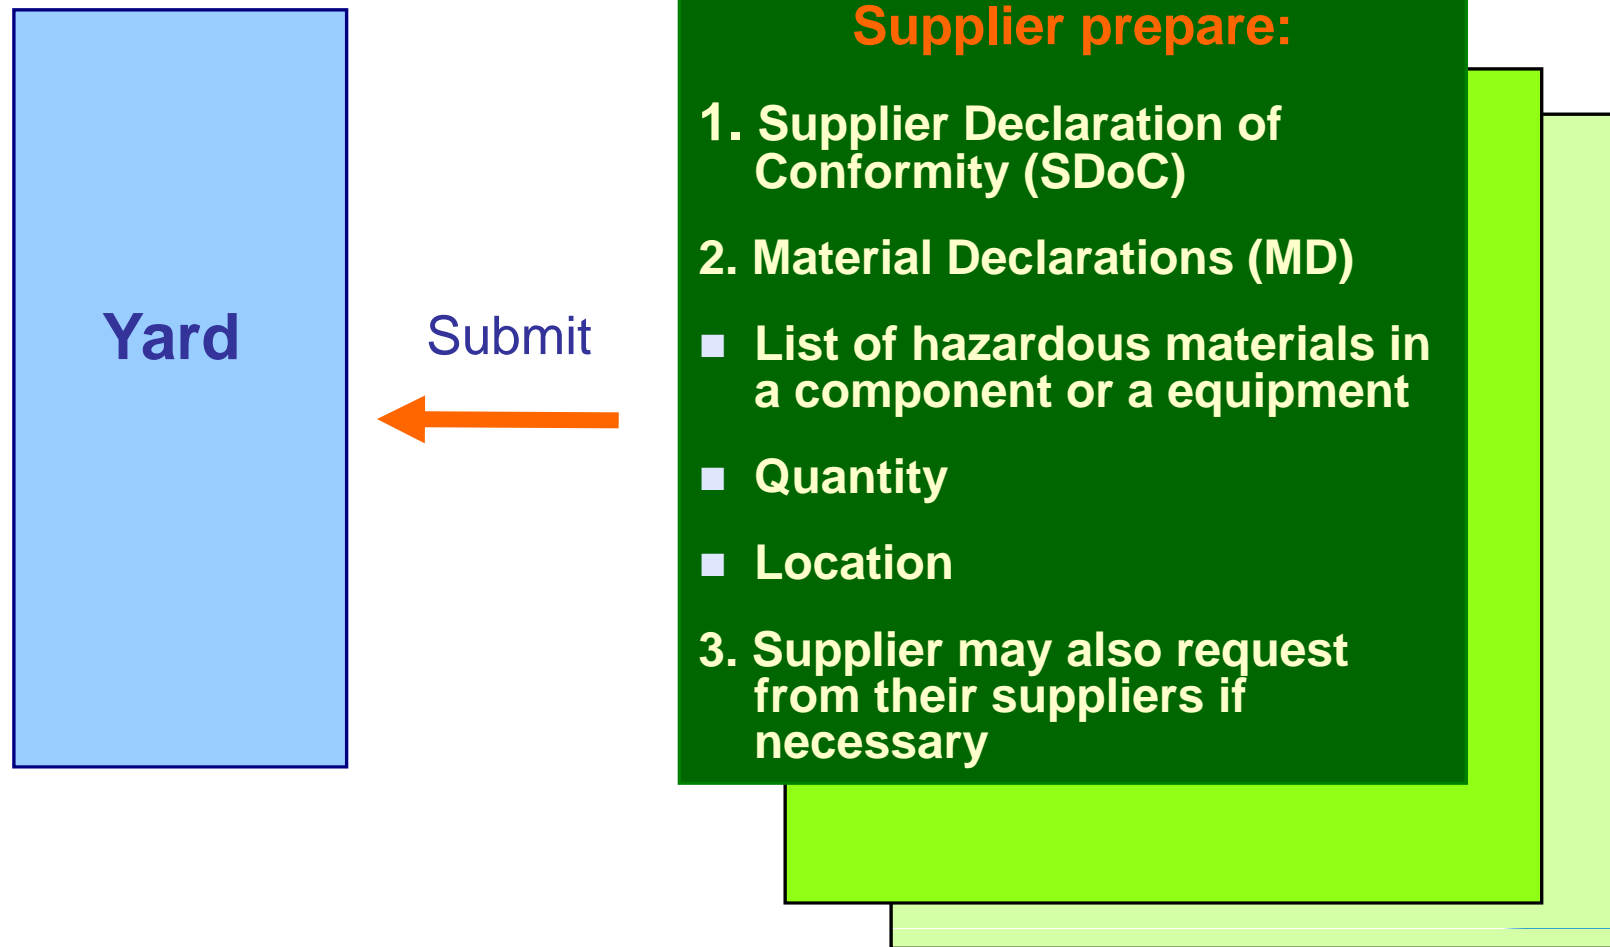 Yard
Submit
Supplier prepare:
1. Supplier Declaration of
Conformity (SDoC)
2. Material Declarations (MD)
List of hazardous materials in
a component or a equipment
Quantity
Location
3. Supplier may also request
from their suppliers if
necessary